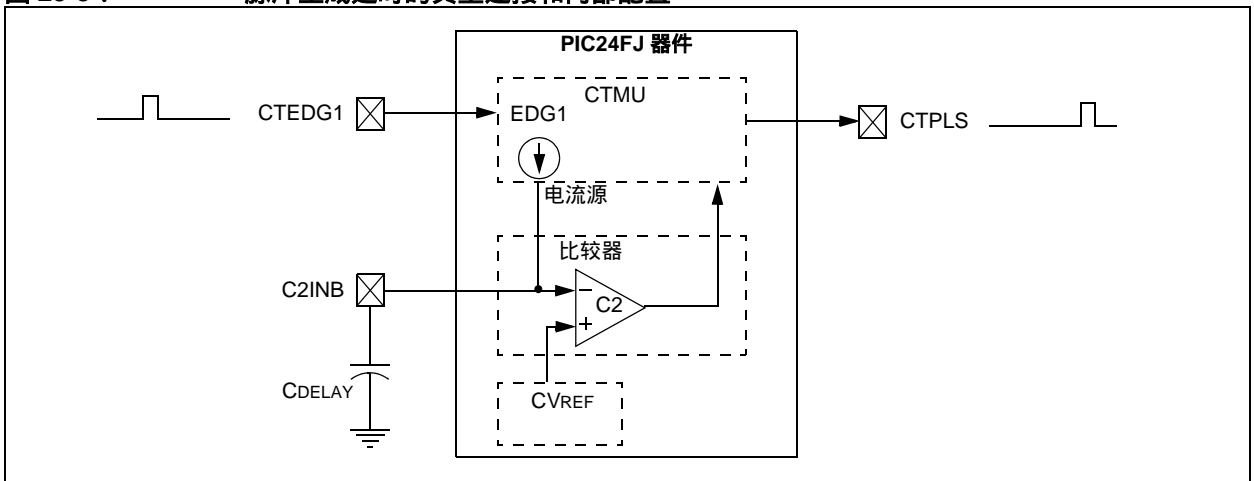 PIC24FJ 器件
CTMU
CTEDG1
EDG1
CTPLS
电流源
比较器
C2INB
−
C2
+
CDELAY
CVREF